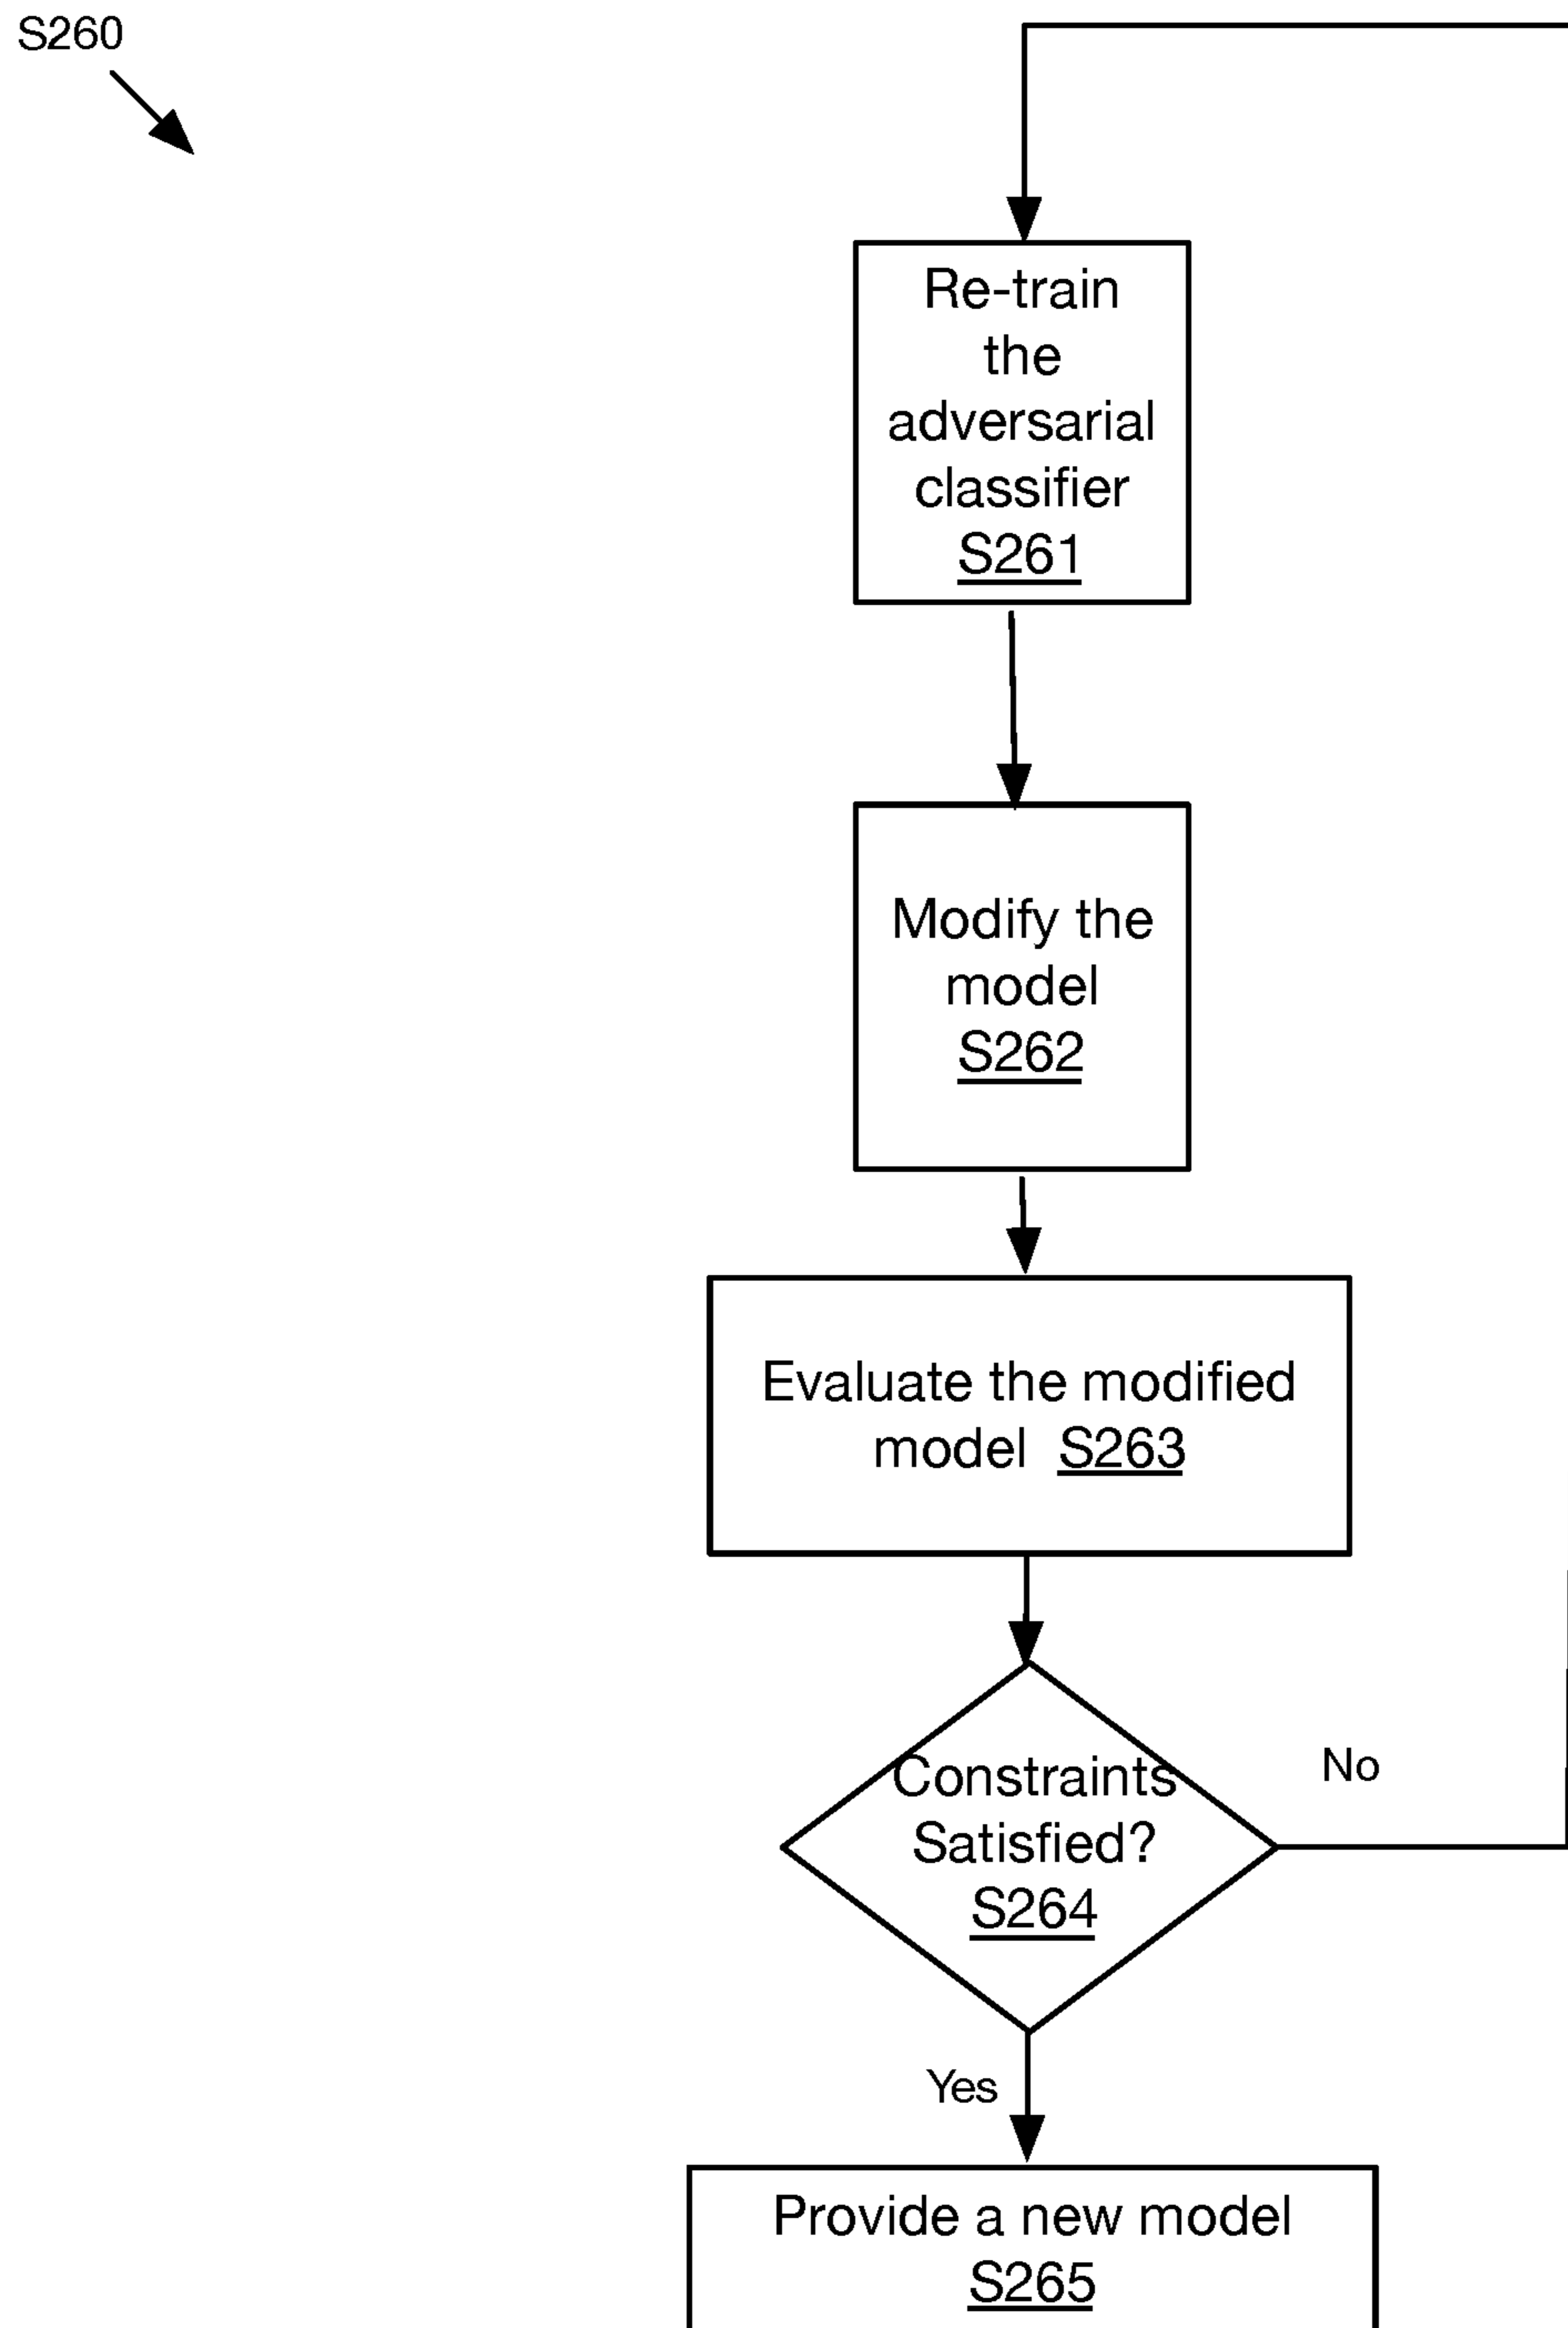 S260
Re-train
the
adversarial
classifier
S261
Modify the
model
S262
Evaluate the modified
model S263
Constraints
Satisfied?
S264
No
Yes
Provide a new model
S265